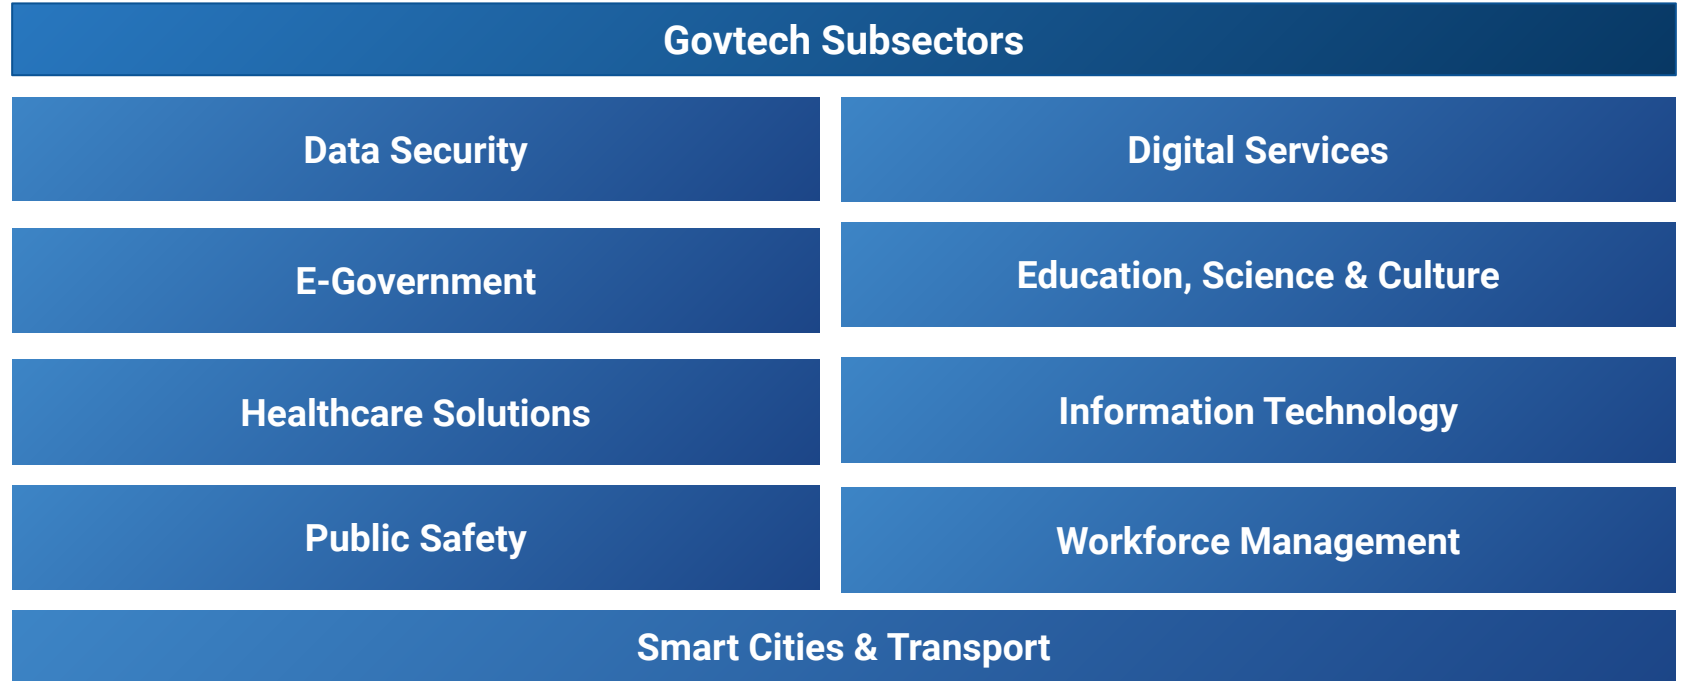 Govtech Subsectors
Data Security
Digital Services
E-Government
Education, Science & Culture
Healthcare Solutions
Information Technology
Public Safety
Workforce Management
Smart Cities & Transport